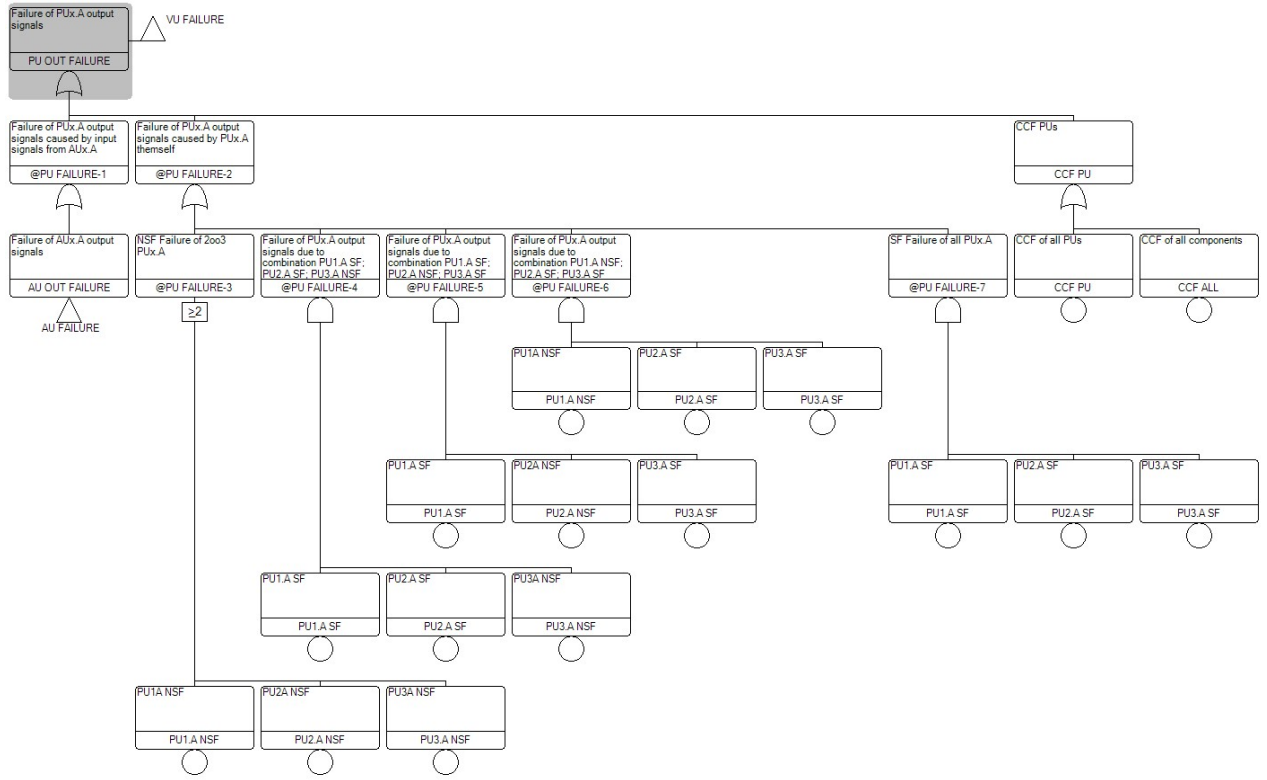 Failure of PUx.A output
signals
PU OUT FAILURE
VU FAILURE
Failure of PUx.A output
signals caused by input
signals from AUx.A
@PU FAILURE-1
Failure of PUx.A output
signals caused by PUx.A
themself
@PU FAILURE-2
CCF PUs
CCF PU
Failure of AUx.A output
signals
AU OUT FAILURE
AU FAILURE
NSF Failure of 2oo3
PUx.A
@PU FAILURE-3
≥2
Failure of PUx.A output
signals due to
combination PU1.A SF;
PU2.A SF; PU3.A NSF
@PU FAILURE-4
Failure of PUx.A output
signals due to
combination PU1.A SF;
PU2.A NSF; PU3.A SF
@PU FAILURE-5
Failure of PUx.A output
signals due to
combination PU1.A NSF;
PU2.A SF; PU3.A SF
@PU FAILURE-6
SF Failure of all PUx.A
@PU FAILURE-7
CCF of all PUs
CCF PU
CCF of all components
CCF ALL
PU1A NSF
PU1.A NSF
PU2.A SF
PU2.A SF
PU3.A SF
PU3.A SF
PU1.A SF
PU1.A SF
PU2A NSF
PU2.A NSF
PU3.A SF
PU3.A SF
PU1.A SF
PU1.A SF
PU2.A SF
PU2.A SF
PU3.A SF
PU3.A SF
PU1.A SF
PU1.A SF
PU2.A SF
PU2.A SF
PU3A NSF
PU3.A NSF
PU1A NSF
PU1.A NSF
PU2A NSF
PU2.A NSF
PU3A NSF
PU3.A NSF